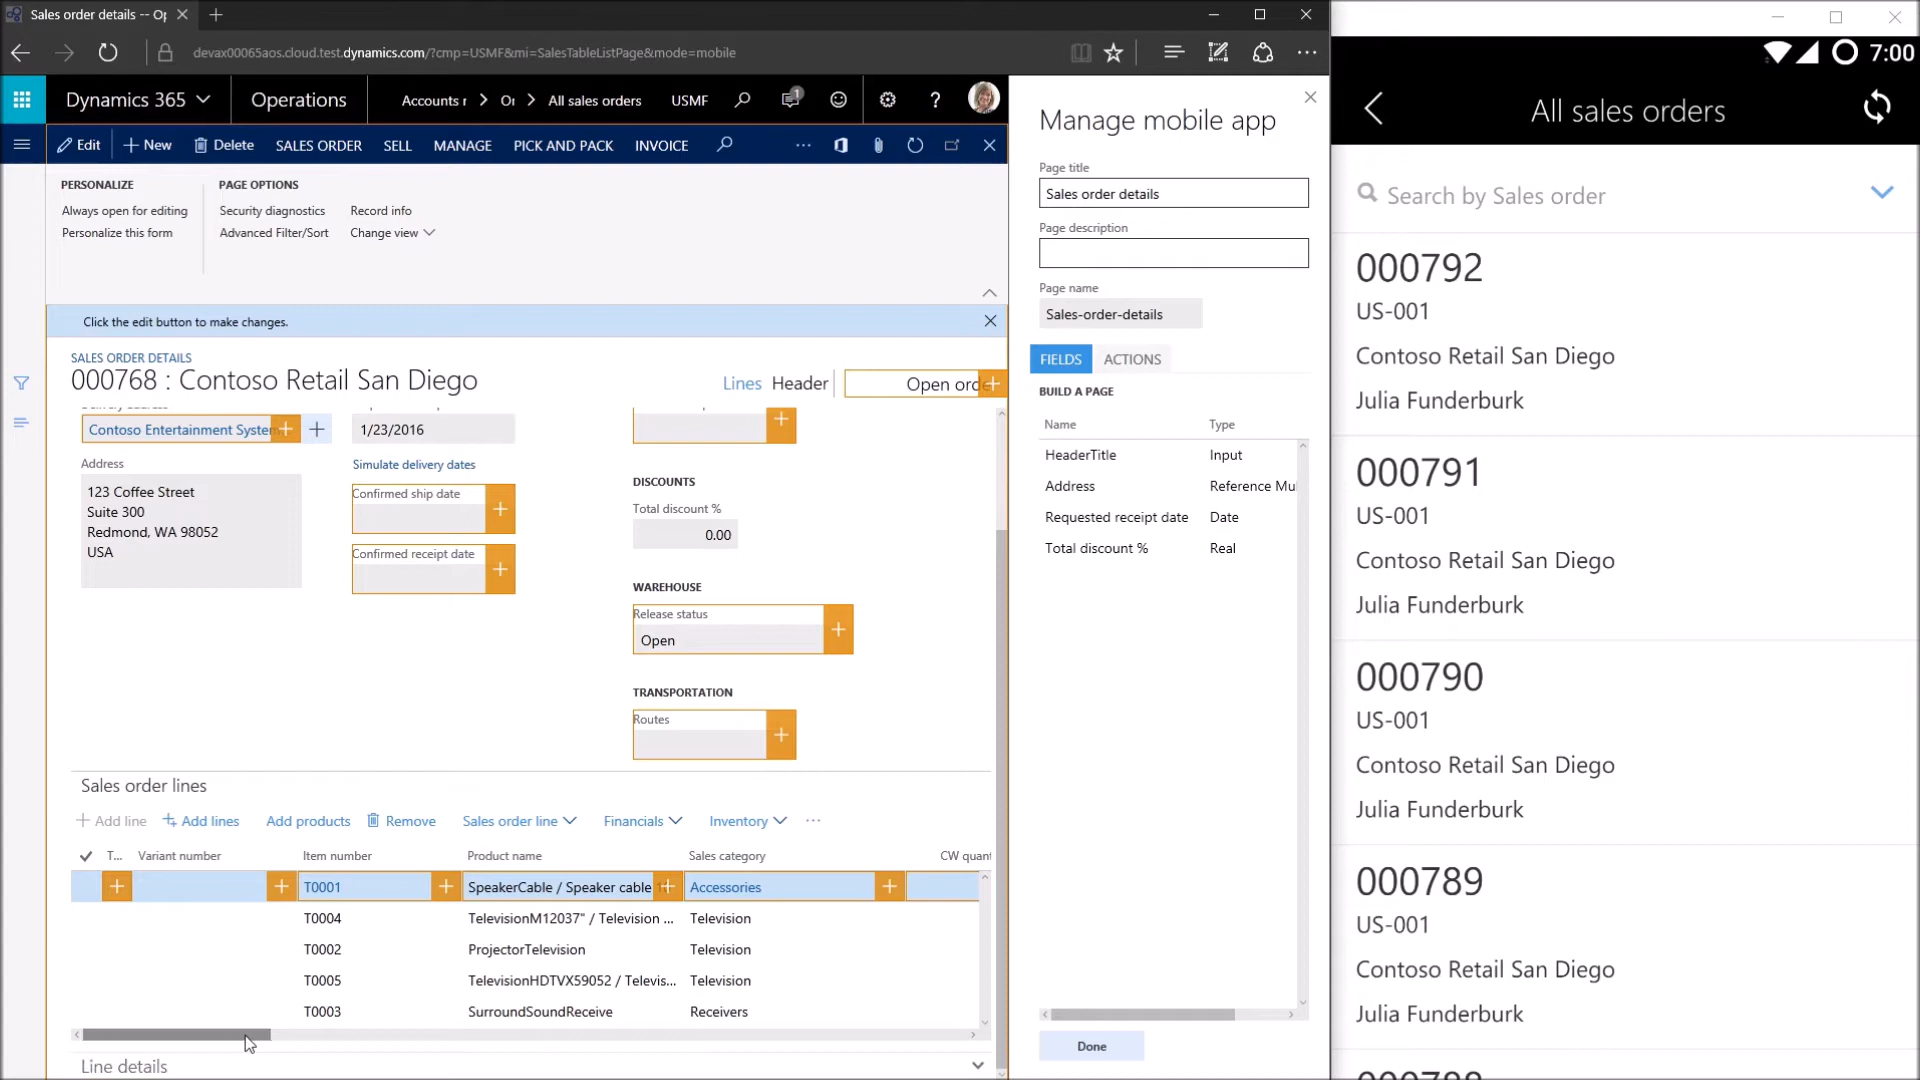 Sales order details -- Op
devax00065aos.cloud.test.dynamics.com/?cmp=USMF&mi=SalesTableListPage&mode=mobile
Dynamics 365
Operations
Accounts r
Or
All sales orders
USMF
1
?
Edit
New
Delete
SALES ORDER
SELL
MANAGE
PICK AND PACK
INVOICE
PERSONALIZE
Always open for editing
Personalize this form
PAGE OPTIONS
Security diagnostics
Record info
Advanced Filter/Sort
Change view
Click the edit button to make changes.
SALES ORDER DETAILS
000768 : Contoso Retail San Diego
Lines
Header
Open orde
Contoso Entertainment System
Address
123 Coffee Street
Suite 300
Redmond, WA 98052
USA
1/23/2016
Simulate delivery dates
Confirmed ship date
Confirmed receipt date
DISCOUNTS
Total discount %
0.00
WAREHOUSE
Release status
Open
TRANSPORTATION
Routes
Sales order lines
Add line
Add lines
Add products
Remove
Sales order line
Financials
Inventory
T...
Variant number
Item number
Product name
Sales category
CW quant
T0001 SpeakerCable / Speaker cable Accessories
T0004 TelevisionM12037" / Television ... Television
T0002 ProjectorTelevision Television
T0005 TelevisionHDTVX59052 / Televis... Television
T0003 SurroundSoundReceive Receivers
Line details
Manage mobile app
Page title
Sales order details
Page description
Page name
Sales-order-details
FIELDS
ACTIONS
BUILD A PAGE
Name Type
HeaderTitle Input
Address Reference Mul
Requested receipt date Date
Total discount % Real
Done
7:00
All sales orders
Search by Sales order
000792
US-001
Contoso Retail San Diego
Julia Funderburk
000791
US-001
Contoso Retail San Diego
Julia Funderburk
000790
US-001
Contoso Retail San Diego
Julia Funderburk
000789
US-001
Contoso Retail San Diego
Julia Funderburk
000788